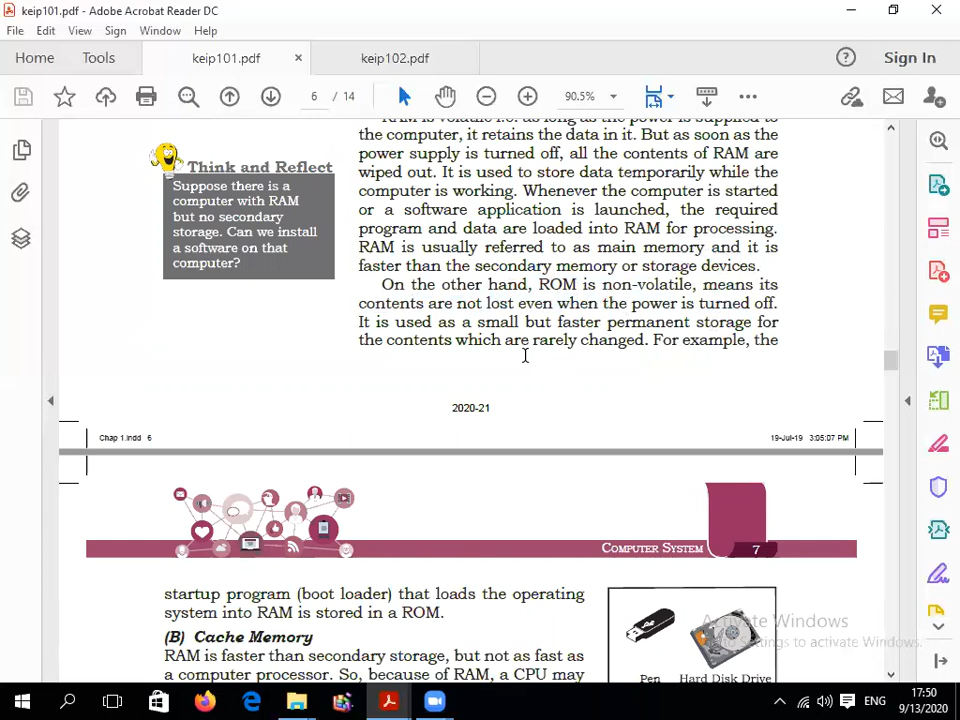 keip101.pdf - Adobe Acrobat Reader DC
File Edit View Sign Window Help
Home Tools keip101.pdf × keip102.pdf Sign In
6 / 14 90.5%
RAM is volatile i.e. as long as the power is supplied to
the computer, it retains the data in it. But as soon as the
power supply is turned off, all the contents of RAM are
wiped out. It is used to store data temporarily while the
computer is working. Whenever the computer is started
or a software application is launched, the required
program and data are loaded into RAM for processing.
RAM is usually referred to as main memory and it is
faster than the secondary memory or storage devices.
On the other hand, ROM is non-volatile, means its
contents are not lost even when the power is turned off.
It is used as a small but faster permanent storage for
the contents which are rarely changed. For example, the
Think and Reflect
Suppose there is a
computer with RAM
but no secondary
storage. Can we install
a software on that
computer?
2020-21
Chap 1.indd 6 19-Jul-19 3:05:07 PM
Computer System 7
startup program (boot loader) that loads the operating
system into RAM is stored in a ROM.
(B) Cache Memory
RAM is faster than secondary storage, but not as fast as
a computer processor. So, because of RAM, a CPU may
Pen Hard Disk Drive
Activate Windows
Go to Settings to activate Windows.
ENG
17:50
9/13/2020